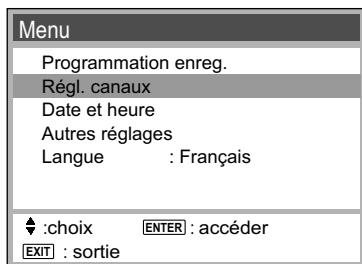 Menu
Programmation enreg.
Régl. canaux
Date et heure
Autres réglages
Langue : Français
:choix ENTER : accéder
EXIT : sortie